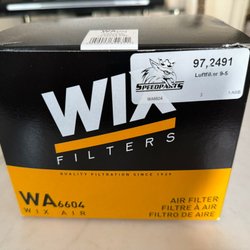 97,2491
Luftfilter 9-5
SPEEDPARTS
WA6604
WIX
FILTERS
QUALITY FILTRATION SINCE 1939
WA6604
WIX AIR
AIR FILTER
FILTRE À AIR
FILTRO DE AIRE